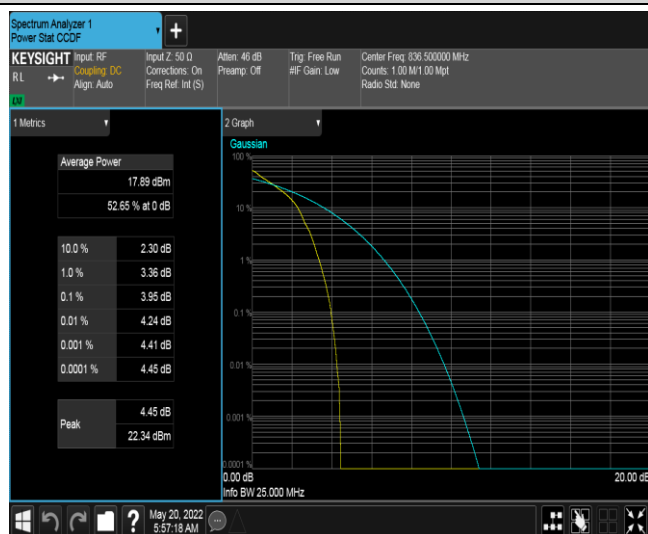 Spectrum Analyzer 1
Power Stat CCDF
+
KEYSIGHT
RL
LXI
Input: RF
Coupling: DC
Align: Auto
Input Z: 50 Ω
Corrections: On
Freq Ref: Int (S)
Atten: 46 dB
Preamp: Off
Trig: Free Run
#IF Gain: Low
Center Freq: 836.500000 MHz
Counts: 1.00 M/1.00 Mpt
Radio Std: None
1 Metrics
Average Power
17.89 dBm
52.65 % at 0 dB
10.0 % 2.30 dB
1.0 % 3.36 dB
0.1 % 3.95 dB
0.01 % 4.24 dB
0.001 % 4.41 dB
0.0001 % 4.45 dB
Peak
4.45 dB
22.34 dBm
2 Graph
Gaussian
100 %
10 %
1 %
0.1 %
0.01 %
0.001 %
0.0001 %
0.00 dB
20.00 dB
Info BW 25.000 MHz
?
May 20, 2022
5:57:18 AM